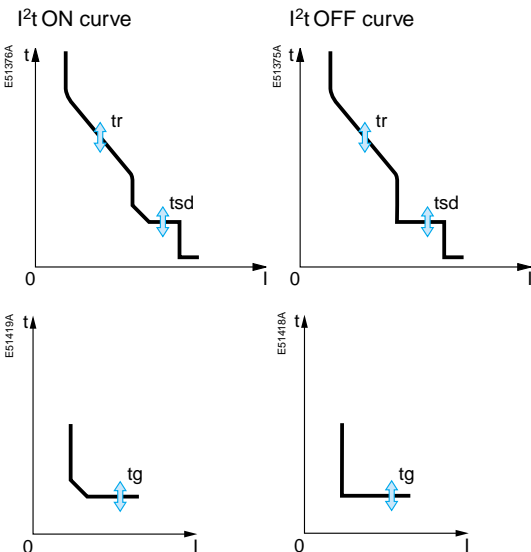 I²t ON curve
I²t OFF curve
E51376A
t
tr
tsd
0
I
E51375A
t
tr
tsd
0
I
E51419A
t
tg
0
I
E51418A
t
tg
0
I